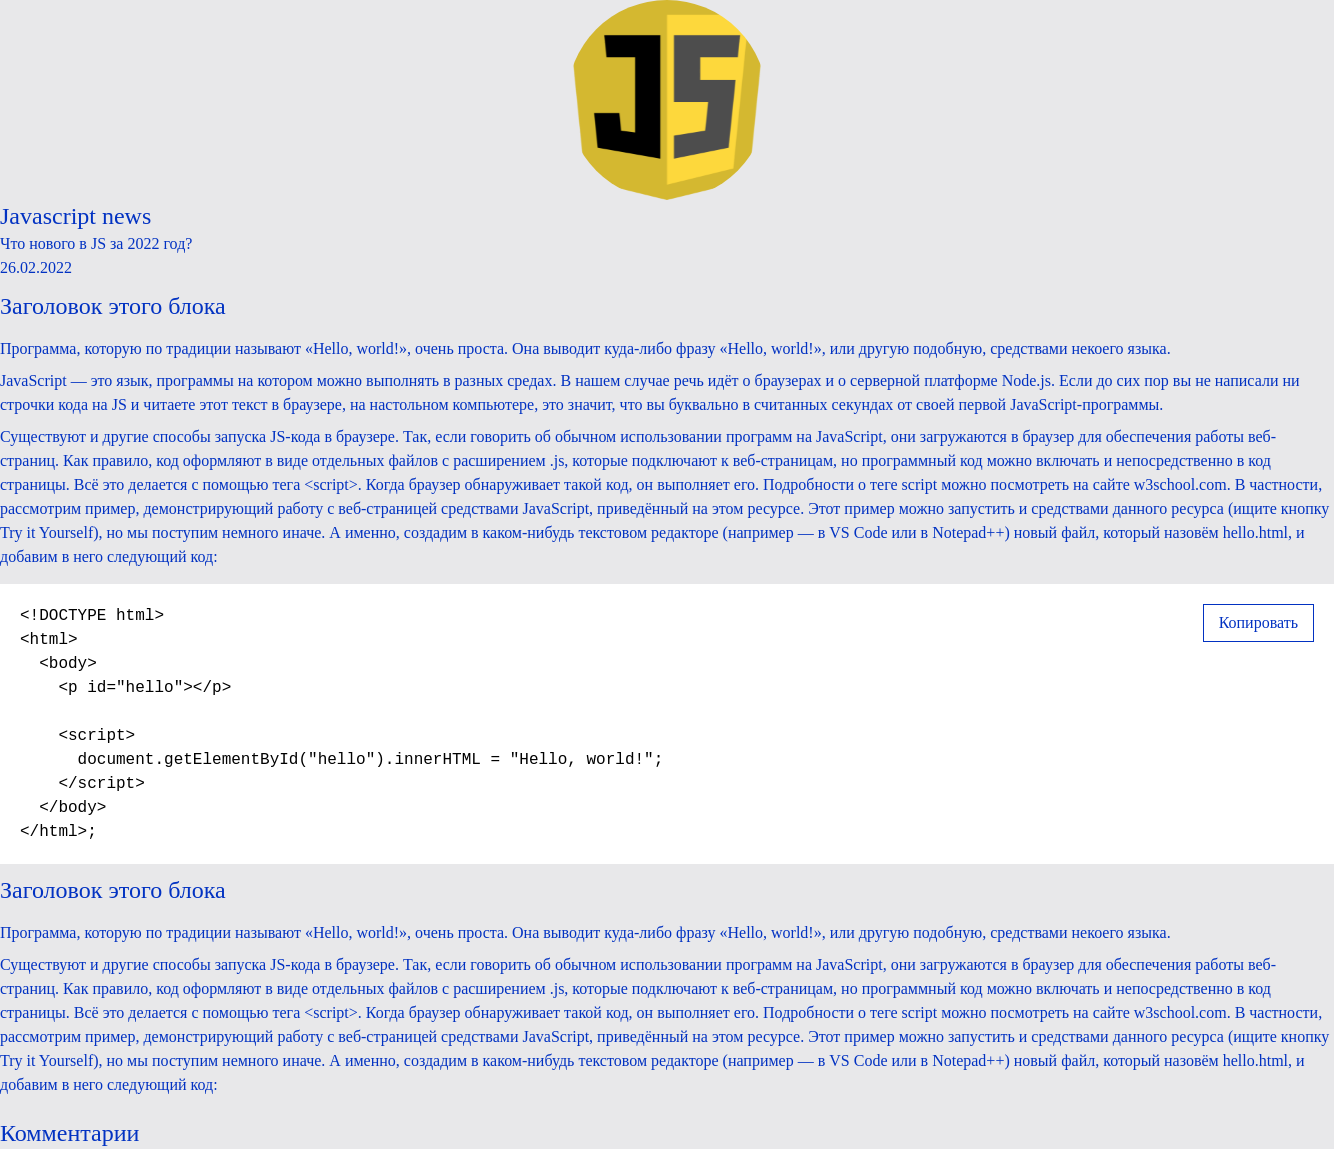 JS
Javascript news
Что нового в JS за 2022 год?
26.02.2022
Заголовок этого блока
Программа, которую по традиции называют «Hello, world!», очень проста. Она выводит куда-либо фразу «Hello, world!», или другую подобную, средствами некоего языка.
JavaScript — это язык, программы на котором можно выполнять в разных средах. В нашем случае речь идёт о браузерах и о серверной платформе Node.js. Если до сих пор вы не написали ни
строчки кода на JS и читаете этот текст в браузере, на настольном компьютере, это значит, что вы буквально в считанных секундах от своей первой JavaScript-программы.
Существуют и другие способы запуска JS-кода в браузере. Так, если говорить об обычном использовании программ на JavaScript, они загружаются в браузер для обеспечения работы веб-
страниц. Как правило, код оформляют в виде отдельных файлов с расширением .js, которые подключают к веб-страницам, но программный код можно включать и непосредственно в код
страницы. Всё это делается с помощью тега <script>. Когда браузер обнаруживает такой код, он выполняет его. Подробности о теге script можно посмотреть на сайте w3school.com. В частности,
рассмотрим пример, демонстрирующий работу с веб-страницей средствами JavaScript, приведённый на этом ресурсе. Этот пример можно запустить и средствами данного ресурса (ищите кнопку
Try it Yourself), но мы поступим немного иначе. А именно, создадим в каком-нибудь текстовом редакторе (например — в VS Code или в Notepad++) новый файл, который назовём hello.html, и
добавим в него следующий код:
<!DOCTYPE html>
Копировать
<html>
  <body>
    <p id="hello"></p>

    <script>
      document.getElementById("hello").innerHTML = "Hello, world!";
    </script>
  </body>
</html>;
Заголовок этого блока
Программа, которую по традиции называют «Hello, world!», очень проста. Она выводит куда-либо фразу «Hello, world!», или другую подобную, средствами некоего языка.
Существуют и другие способы запуска JS-кода в браузере. Так, если говорить об обычном использовании программ на JavaScript, они загружаются в браузер для обеспечения работы веб-
страниц. Как правило, код оформляют в виде отдельных файлов с расширением .js, которые подключают к веб-страницам, но программный код можно включать и непосредственно в код
страницы. Всё это делается с помощью тега <script>. Когда браузер обнаруживает такой код, он выполняет его. Подробности о теге script можно посмотреть на сайте w3school.com. В частности,
рассмотрим пример, демонстрирующий работу с веб-страницей средствами JavaScript, приведённый на этом ресурсе. Этот пример можно запустить и средствами данного ресурса (ищите кнопку
Try it Yourself), но мы поступим немного иначе. А именно, создадим в каком-нибудь текстовом редакторе (например — в VS Code или в Notepad++) новый файл, который назовём hello.html, и
добавим в него следующий код:
Комментарии